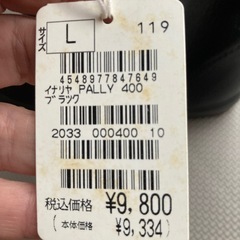 サイズ L 119
4548977847649
イナリヤ PALLY 400
ブラック
2033 000400 10
税込価格 ¥9,800
(本体価格 ¥9,334)